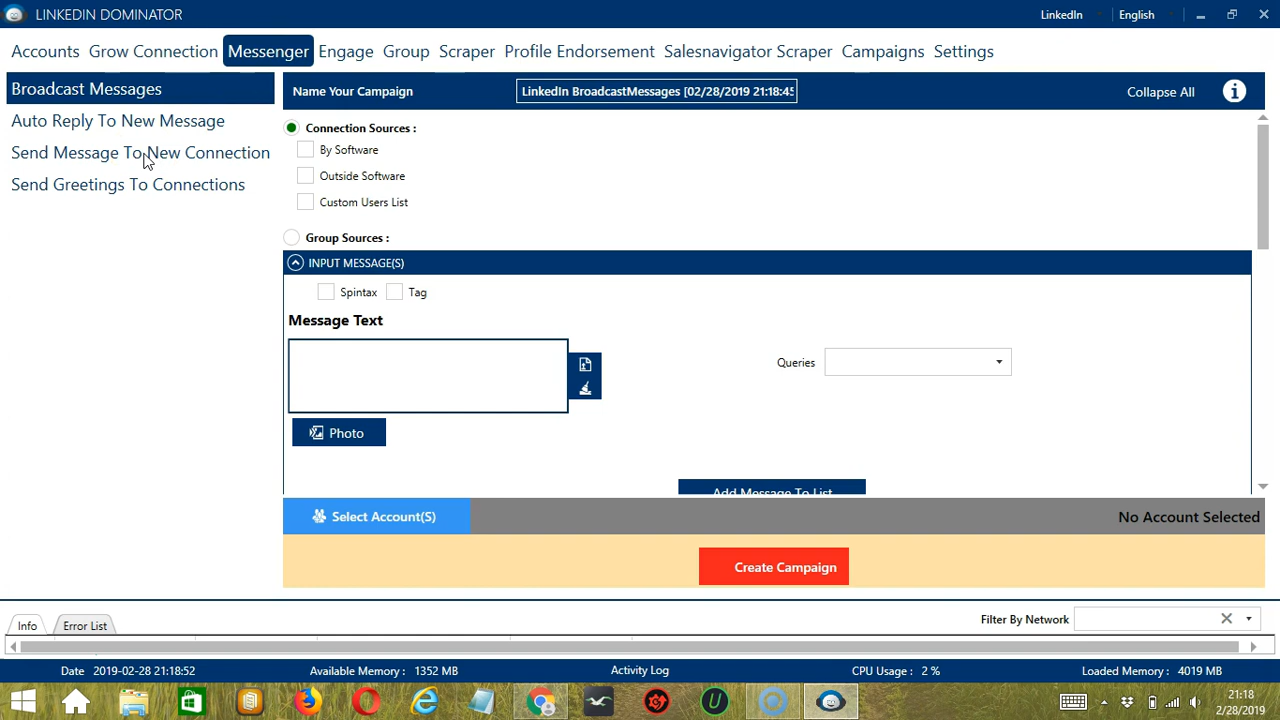 LINKEDIN DOMINATOR
LinkedIn
English
Accounts
Grow Connection
Messenger
Engage
Group
Scraper
Profile Endorsement
Salesnavigator Scraper
Campaigns
Settings
Broadcast Messages
Auto Reply To New Message
Send Message To New Connection
Send Greetings To Connections
Name Your Campaign
LinkedIn BroadcastMessages [02/28/2019 21:18:45
Collapse All
Connection Sources :
By Software
Outside Software
Custom Users List
Group Sources :
INPUT MESSAGE(S)
Spintax
Tag
Message Text
Queries
Photo
Add Message To List
Select Account(S)
No Account Selected
Create Campaign
Info
Error List
Filter By Network
Date 2019-02-28 21:18:52
Available Memory : 1352 MB
Activity Log
CPU Usage : 2 %
Loaded Memory : 4019 MB
21:18
2/28/2019